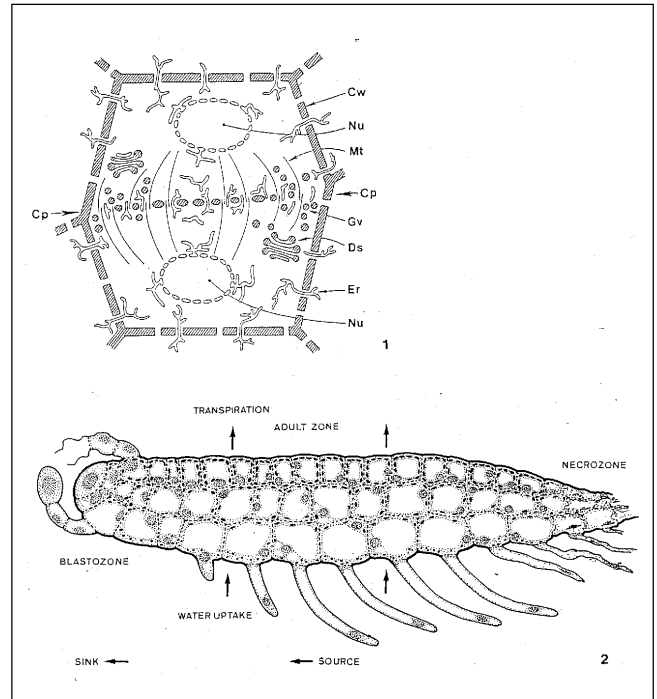 Cw
Nu
Mt
Cp
Cp
Gv
Ds
Er
Nu
1
TRANSPIRATION
ADULT ZONE
NECROZONE
BLASTOZONE
WATER UPTAKE
SINK
SOURCE
2